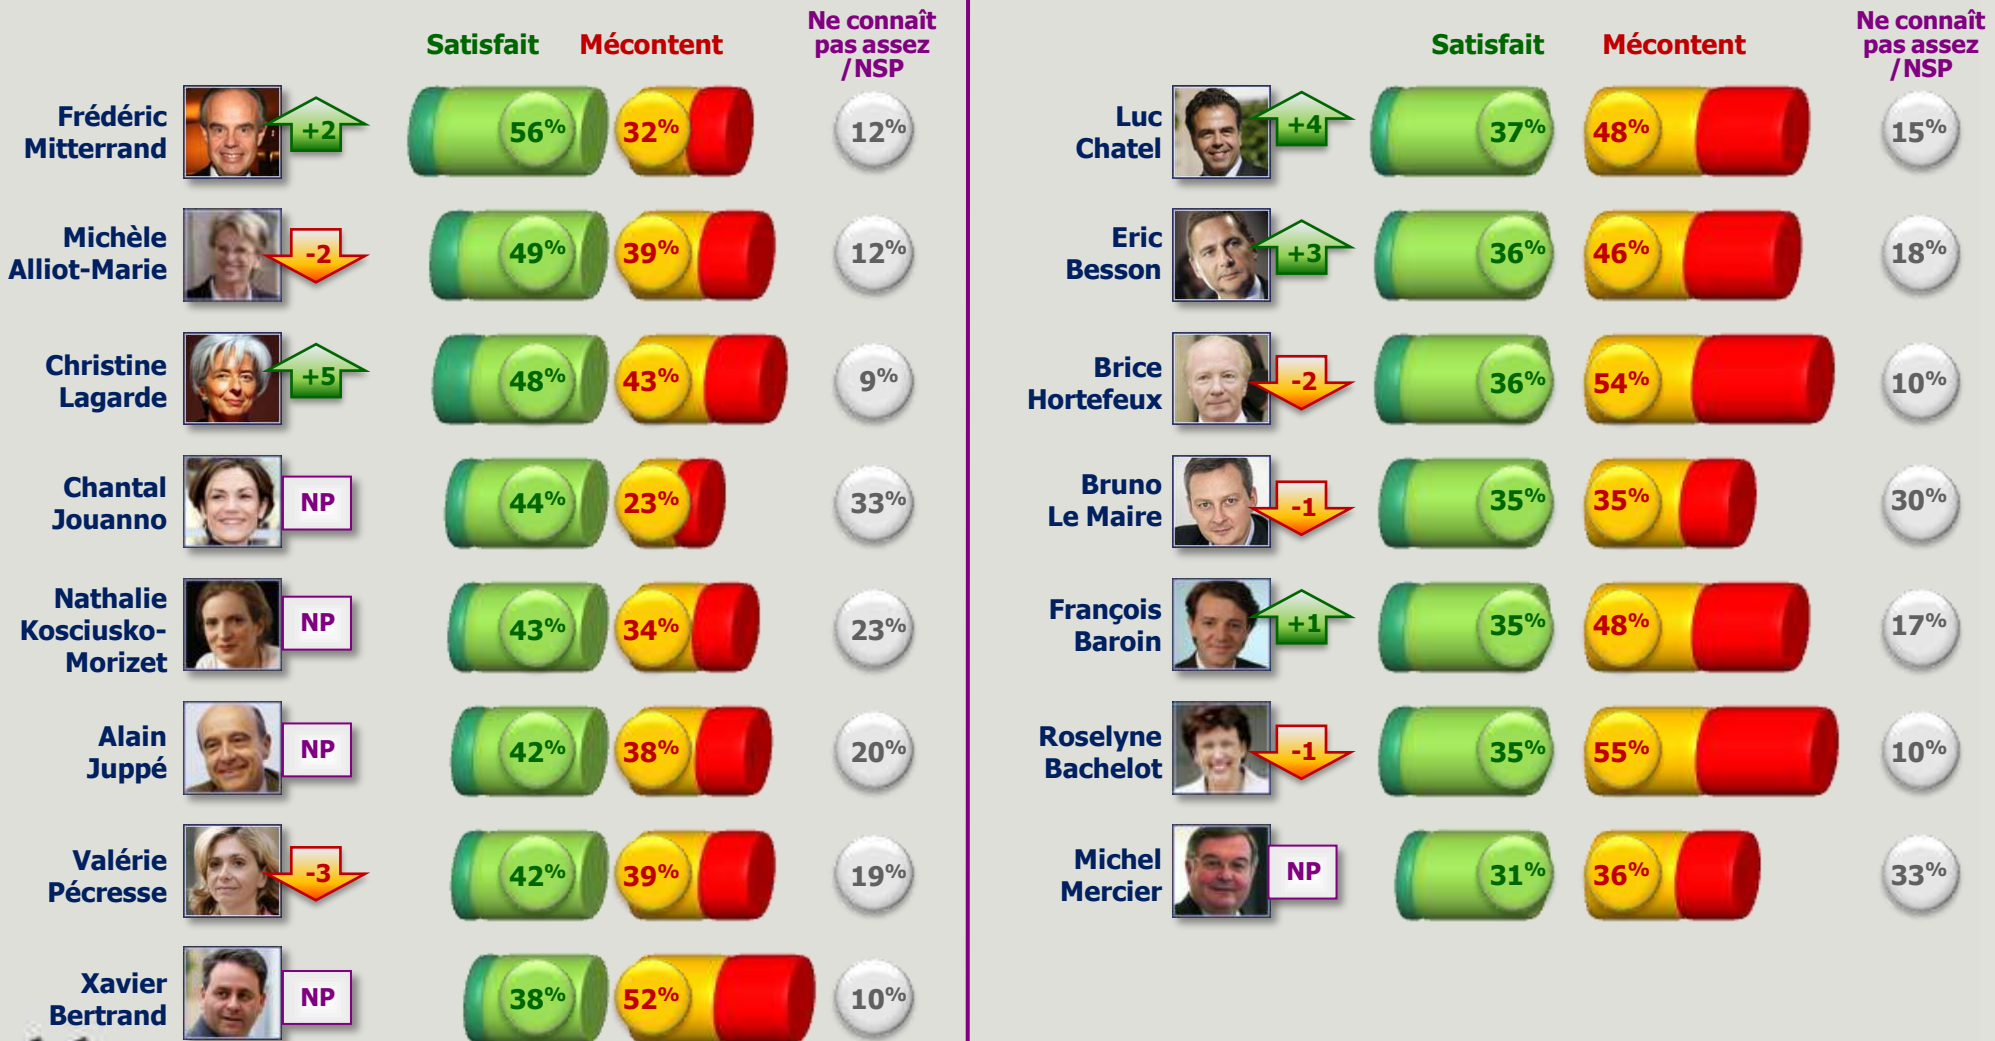 Satisfait Mécontent Ne connaît
pas assez
/ NSP
Frédéric
Mitterrand +2 56% 32% 12%
Michèle
Alliot-Marie -2 49% 39% 12%
Christine
Lagarde +5 48% 43% 9%
Chantal
Jouanno NP 44% 23% 33%
Nathalie
Kosciusko-
Morizet NP 43% 34% 23%
Alain
Juppé NP 42% 38% 20%
Valérie
Pécresse -3 42% 39% 19%
Xavier
Bertrand NP 38% 52% 10%
Satisfait Mécontent Ne connaît
pas assez
/ NSP
Luc
Chatel +4 37% 48% 15%
Eric
Besson +3 36% 46% 18%
Brice
Hortefeux -2 36% 54% 10%
Bruno
Le Maire -1 35% 35% 30%
François
Baroin +1 35% 48% 17%
Roselyne
Bachelot -1 35% 55% 10%
Michel
Mercier NP 31% 36% 33%